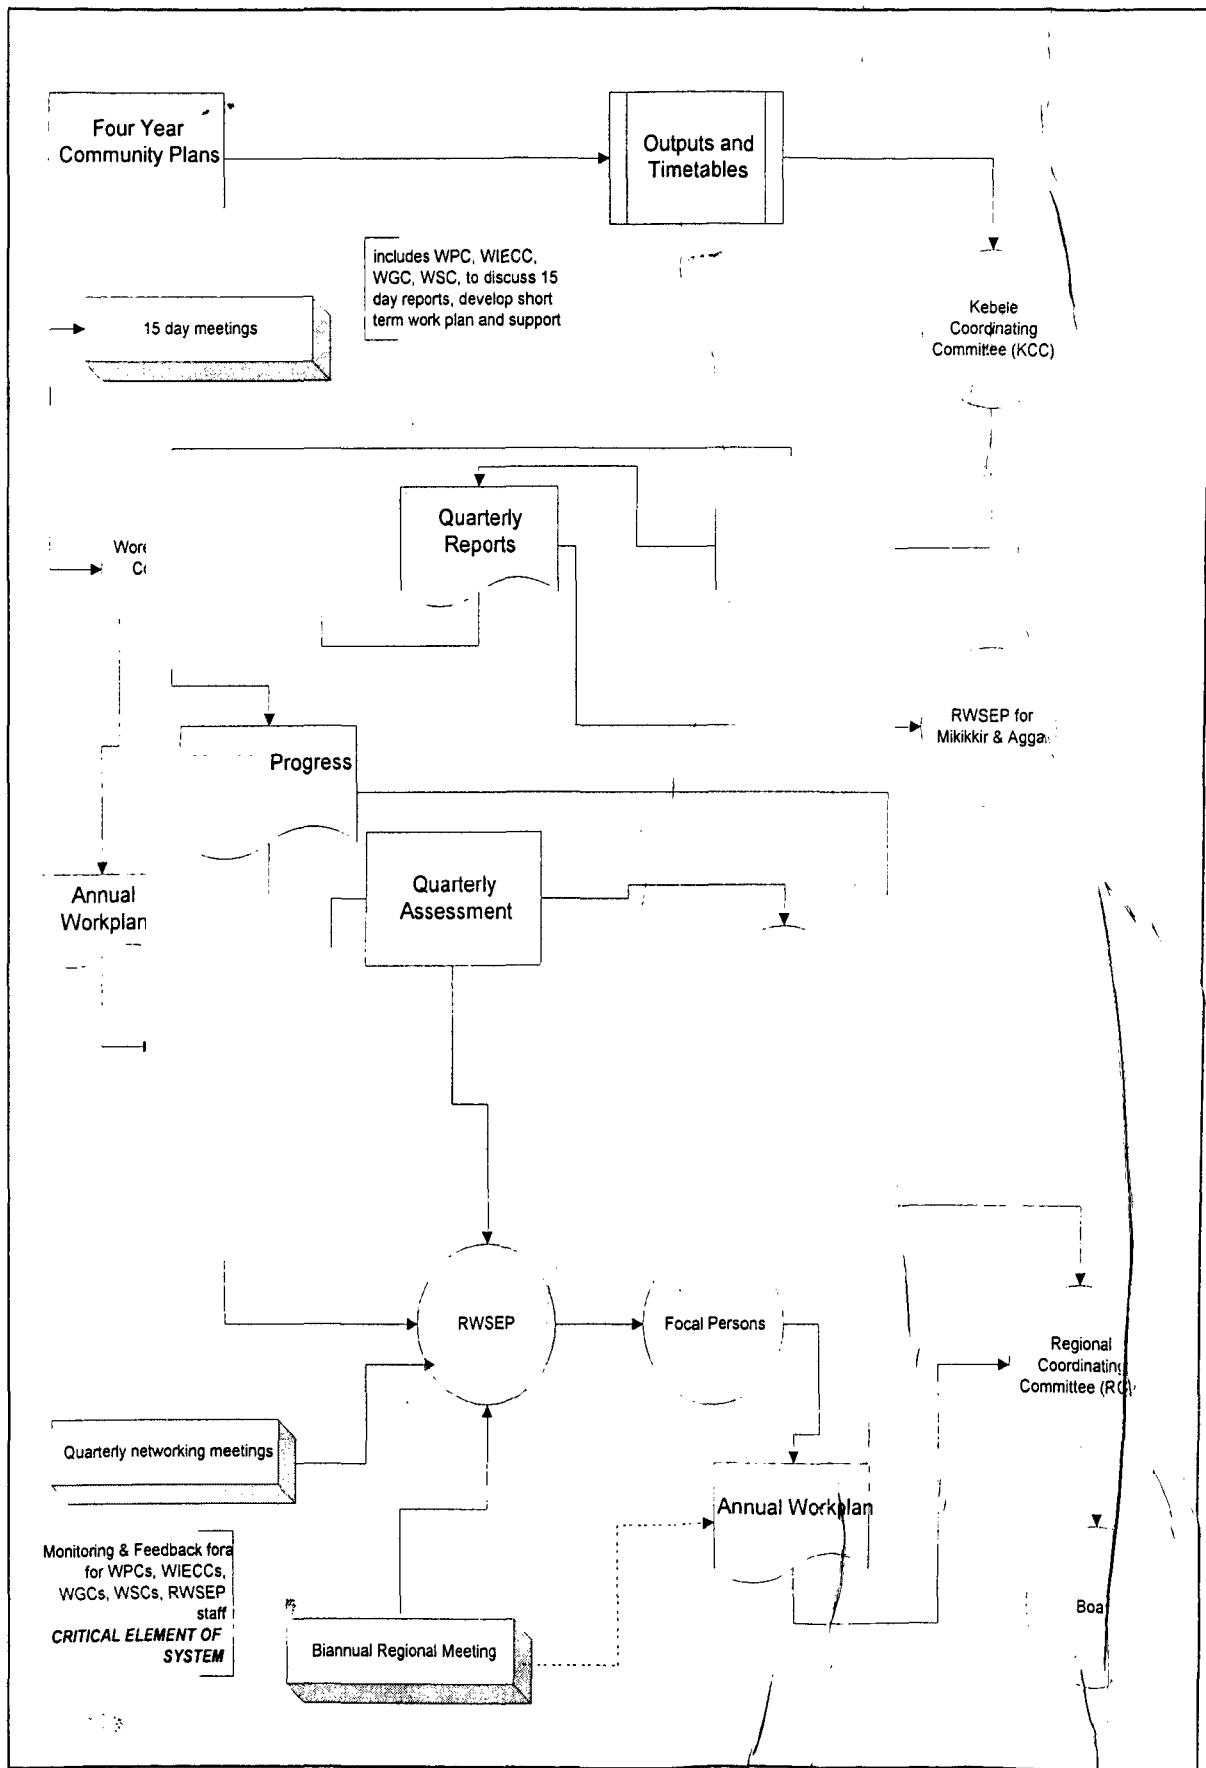 Four Year
Community Plans
Outputs and
Timetables
includes WPC, WIECC,
WGC, WSC, to discuss 15
day reports, develop short
term work plan and support
15 day meetings
Kebele
Coordinating
Committee (KCC)
Quarterly
Reports
RWSEP for
Mikikkir &
Progress
Annual
Workplan
Quarterly
Assessment
RWSEP
Focal Persons
Regional
Coordinating
Committee
Quarterly networking meetings
Annual Workplan
Monitoring & Feedback fora
for WPCs, WIECCs,
WGCs, WSCs, RWSEP
staff
CRITICAL ELEMENT OF
SYSTEM
Biannual Regional Meeting